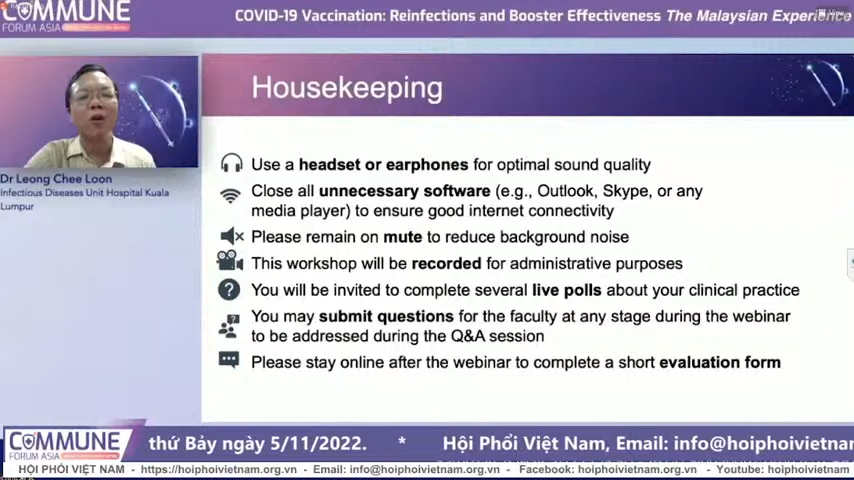 COMMUNE
FORUM ASIA
COVID-19 Vaccination: Reinfections and Booster Effectiveness The Malaysian Experience
Dr Leong Chee Loon
Infectious Diseases Unit Hospital Kuala
Lumpur
Housekeeping
Use a headset or earphones for optimal sound quality
Close all unnecessary software (e.g., Outlook, Skype, or any
media player) to ensure good internet connectivity
Please remain on mute to reduce background noise
This workshop will be recorded for administrative purposes
You will be invited to complete several live polls about your clinical practice
You may submit questions for the faculty at any stage during the webinar
to be addressed during the Q&A session
Please stay online after the webinar to complete a short evaluation form
COMMUNE
FORUM ASIA
thứ Bảy ngày 5/11/2022. * Hội Phổi Việt Nam, Email: info@hoiphoivietnam
HỘI PHỔI VIỆT NAM - https://hoiphoivietnam.org.vn - Email: info@hoiphoivietnam.org.vn - Facebook: hoiphoivietnam.org.vn - Youtube: hoiphoivietnam.org.vn